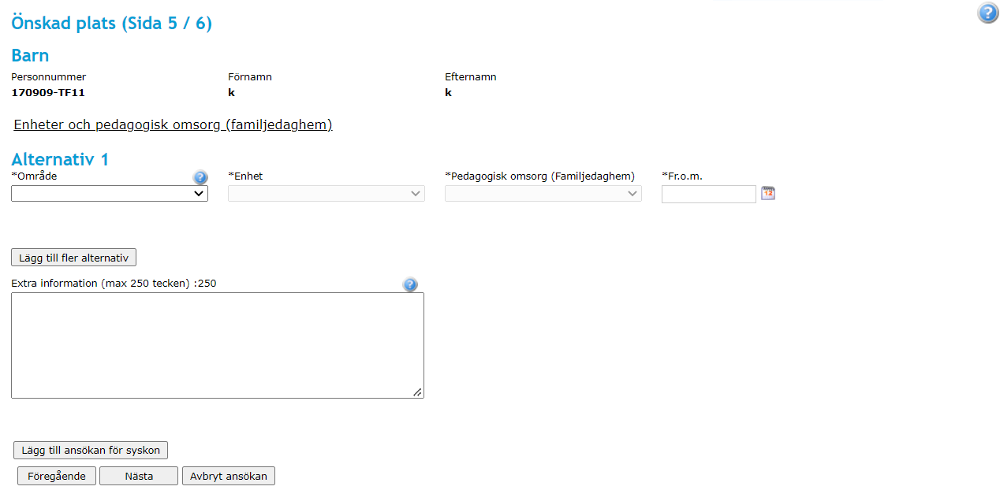 Önskad plats (Sida 5 / 6)
Barn
Personnummer Förnamn Efternamn
170909-TF11 k k
Enheter och pedagogisk omsorg (familjedaghem)
Alternativ 1
*Område *Enhet *Pedagogisk omsorg (Familjedaghem) *Fr.o.m.
12
Lägg till fler alternativ
Extra information (max 250 tecken) :250
Lägg till ansökan för syskon
Föregående Nästa Avbryt ansökan